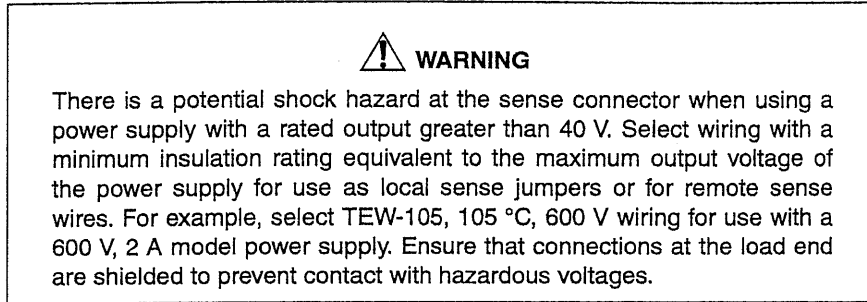 WARNING
There is a potential shock hazard at the sense connector when using a
power supply with a rated output greater than 40 V. Select wiring with a
minimum insulation rating equivalent to the maximum output voltage of
the power supply for use as local sense jumpers or for remote sense
wires. For example, select TEW-105, 105 °C, 600 V wiring for use with a
600 V, 2 A model power supply. Ensure that connections at the load end
are shielded to prevent contact with hazardous voltages.